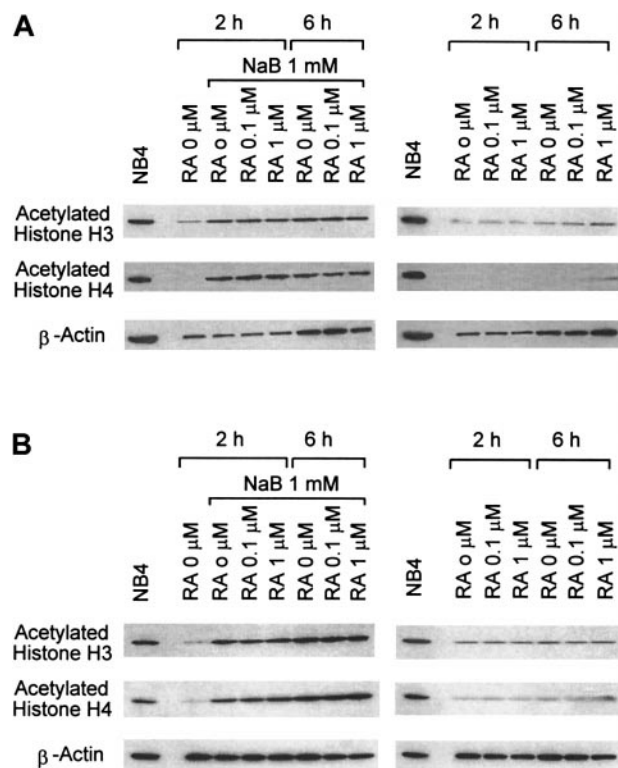 A
2 h 6 h 2 h 6 h
NaB 1 mM
NB4 RA 0 μM RA o μM RA 0.1 μM RA 1 μM RA 0 μM RA 0.1 μM RA 1 μM NB4 RA o μM RA 0.1 μM RA 1 μM RA 0 μM RA 0.1 μM RA 1 μM
Acetylated
Histone H3
Acetylated
Histone H4
β-Actin
B
2 h 6 h 2 h 6 h
NaB 1 mM
NB4 RA 0 μM RA o μM RA 0.1 μM RA 1 μM RA 0 μM RA 0.1 μM RA 1 μM NB4 RA o μM RA 0.1 μM RA 1 μM RA 0 μM RA 0.1 μM RA 1 μM
Acetylated
Histone H3
Acetylated
Histone H4
β-Actin